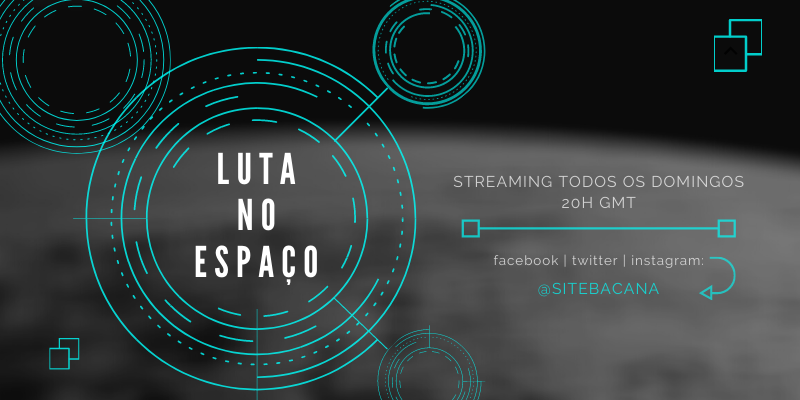 LUTA
NO
ESPAÇO
STREAMING TODOS OS DOMINGOS
20H GMT
facebook | twitter | instagram:
@SITEBACANA